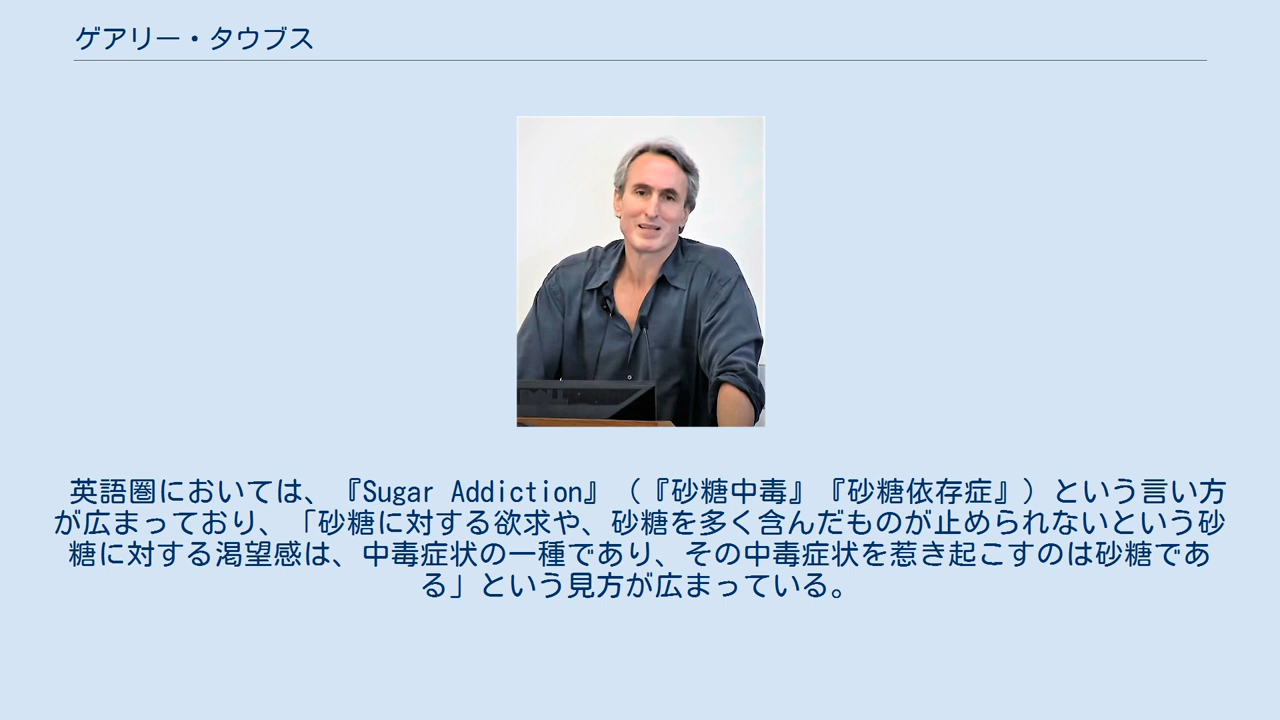 ゲアリー・タウブス
英語圏においては、『Sugar Addiction』（『砂糖中毒』『砂糖依存症』）という言い方
が広まっており、「砂糖に対する欲求や、砂糖を多く含んだものが止められないという砂
糖に対する渇望感は、中毒症状の一種であり、その中毒症状を惹き起こすのは砂糖であ
る」という見方が広まっている。